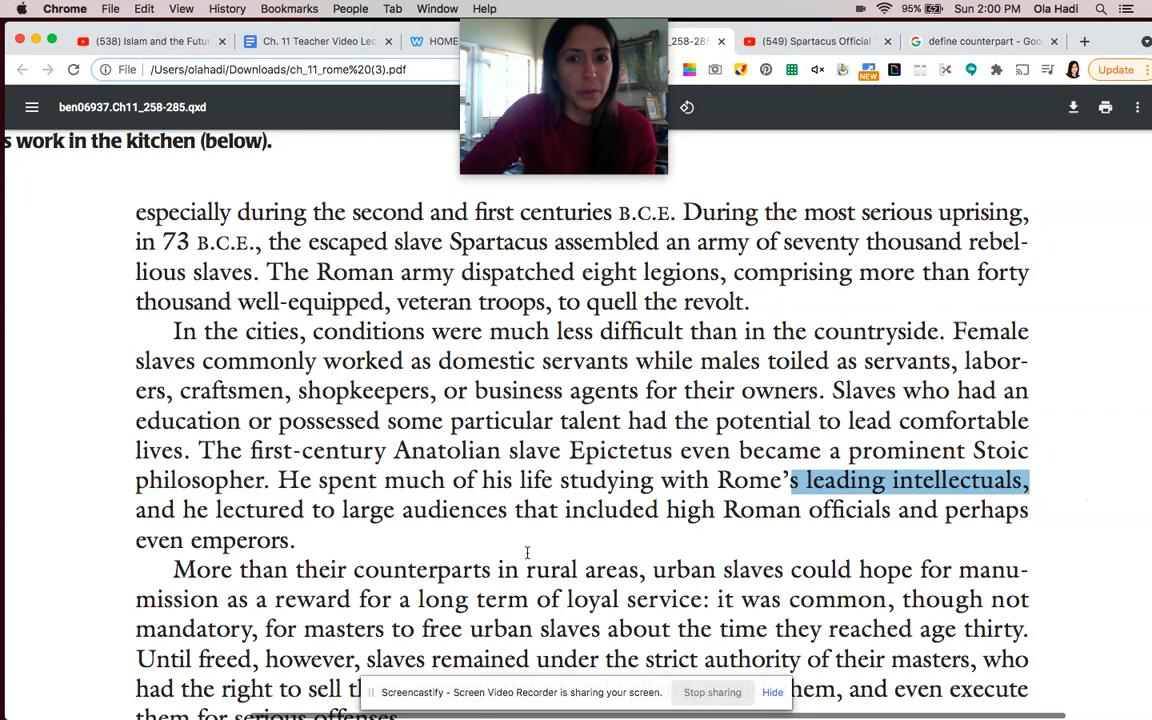 Chrome File Edit View History Bookmarks People Tab Window Help 95% Sun 2:00 PM Ola Hadi
(538) Islam and the Futu Ch. 11 Teacher Video Lec HOME 258-285 (549) Spartacus Official define counterpart - Goo
File /Users/olahadi/Downloads/ch_11_rome%20(3).pdf NEW Update
ben06937.Ch11_258-285.qxd
s work in the kitchen (below).
especially during the second and first centuries B.C.E. During the most serious uprising,
in 73 B.C.E., the escaped slave Spartacus assembled an army of seventy thousand rebel-
lious slaves. The Roman army dispatched eight legions, comprising more than forty
thousand well-equipped, veteran troops, to quell the revolt.
In the cities, conditions were much less difficult than in the countryside. Female
slaves commonly worked as domestic servants while males toiled as servants, labor-
ers, craftsmen, shopkeepers, or business agents for their owners. Slaves who had an
education or possessed some particular talent had the potential to lead comfortable
lives. The first-century Anatolian slave Epictetus even became a prominent Stoic
philosopher. He spent much of his life studying with Rome's leading intellectuals,
and he lectured to large audiences that included high Roman officials and perhaps
even emperors.
More than their counterparts in rural areas, urban slaves could hope for manu-
mission as a reward for a long term of loyal service: it was common, though not
mandatory, for masters to free urban slaves about the time they reached age thirty.
Until freed, however, slaves remained under the strict authority of their masters, who
had the right to sell them, and even execute
Screencastify - Screen Video Recorder is sharing your screen. Stop sharing Hide
them for serious offenses.